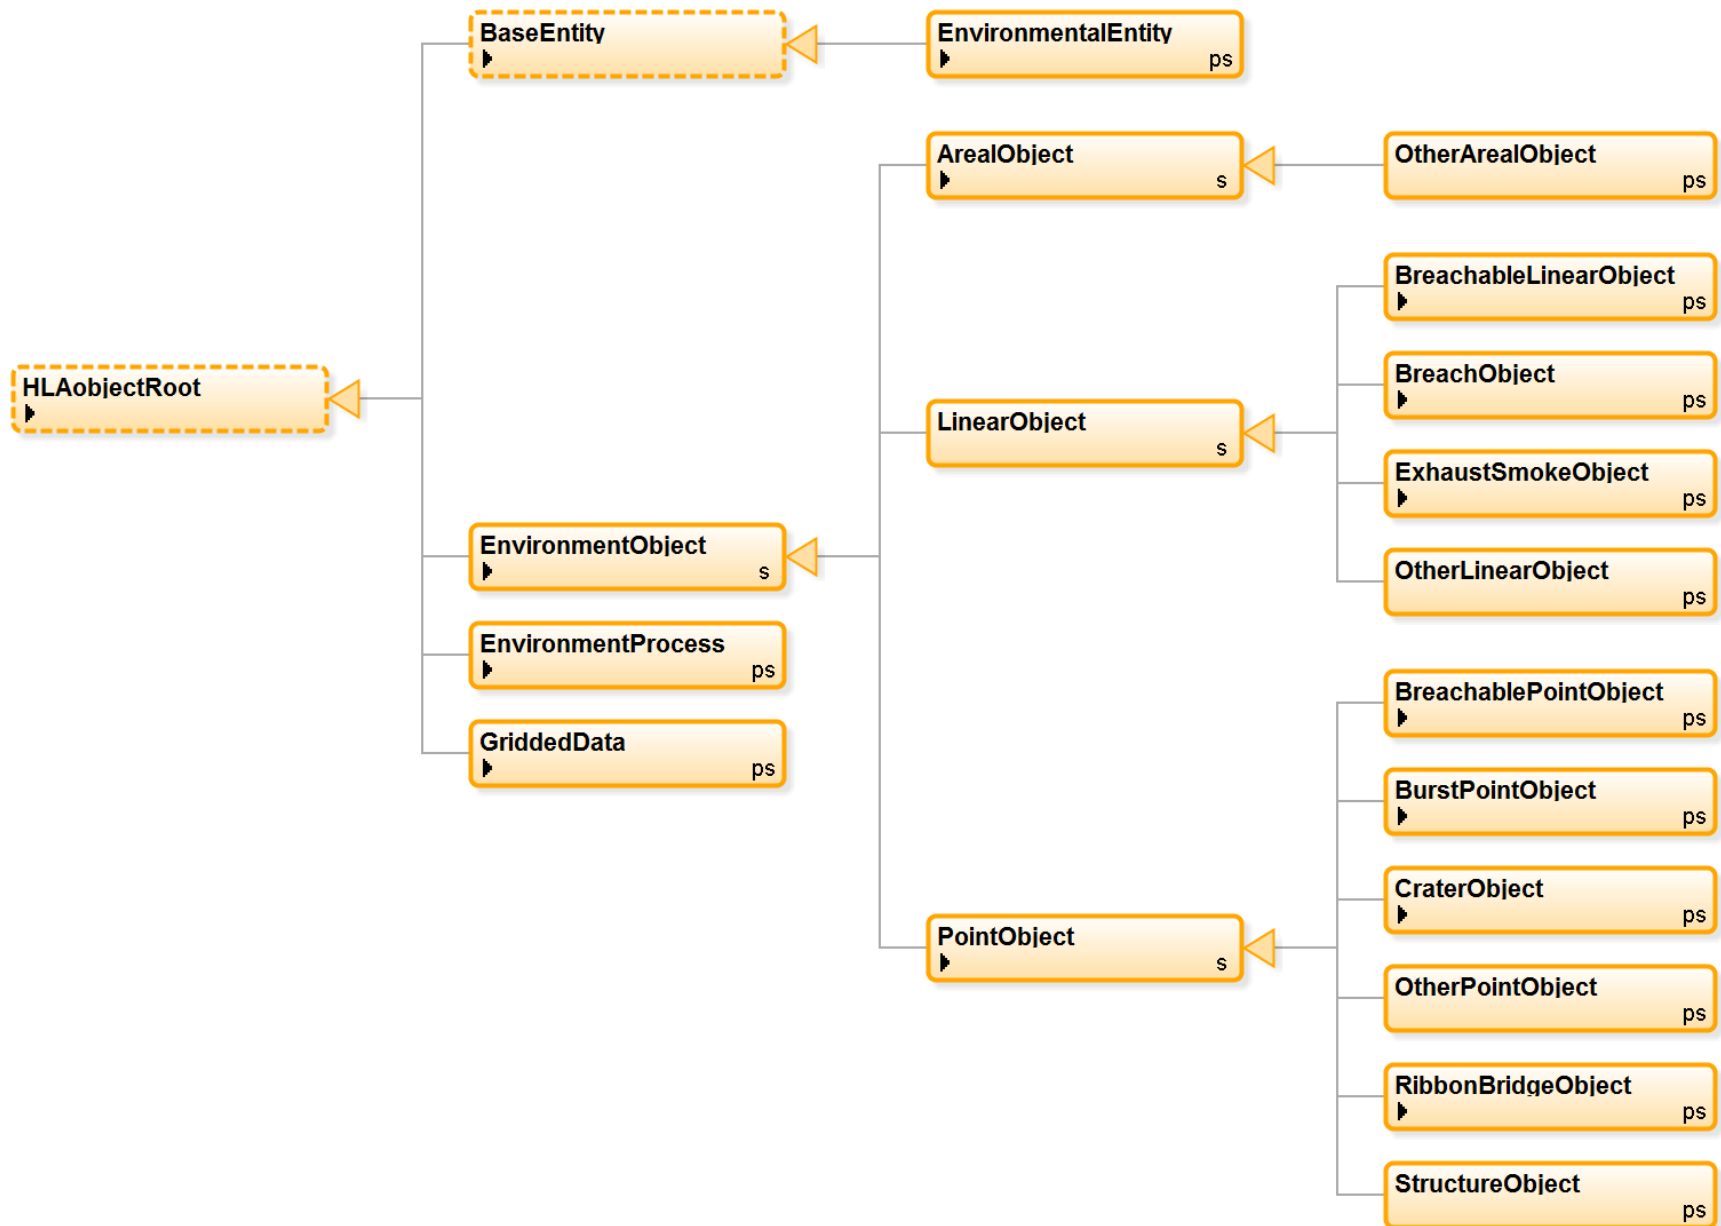 BaseEntity
EnvironmentalEntity
ps
ArealObject
s
OtherArealObject
ps
BreachableLinearObject
ps
BreachObject
ps
HLAobjectRoot
LinearObject
s
ExhaustSmokeObject
ps
OtherLinearObject
ps
EnvironmentObject
s
EnvironmentProcess
ps
GriddedData
ps
BreachablePointObject
ps
BurstPointObject
ps
CraterObject
ps
PointObject
s
OtherPointObject
ps
RibbonBridgeObject
ps
StructureObject
ps